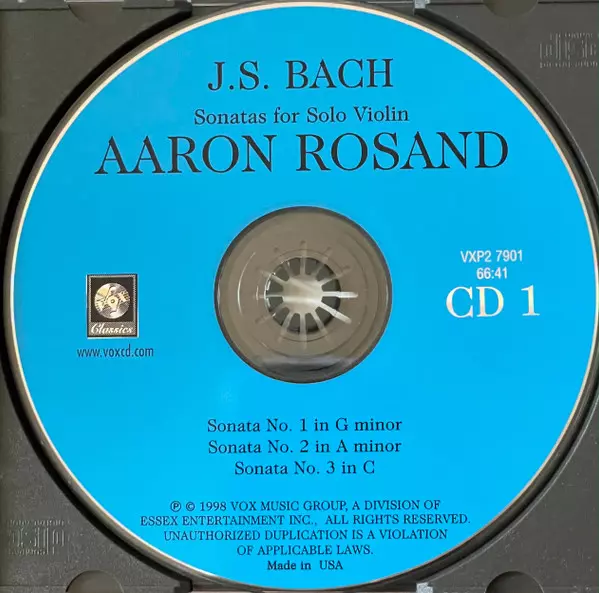 J.S. BACH
Sonatas for Solo Violin
AARON ROSAND
VXP2 7901
66:41
CD 1
Classics
www.voxcd.com
Sonata No. 1 in G minor
Sonata No. 2 in A minor
Sonata No. 3 in C
℗ © 1998 VOX MUSIC GROUP, A DIVISION OF
ESSEX ENTERTAINMENT INC., ALL RIGHTS RESERVED.
UNAUTHORIZED DUPLICATION IS A VIOLATION
OF APPLICABLE LAWS.
Made in USA